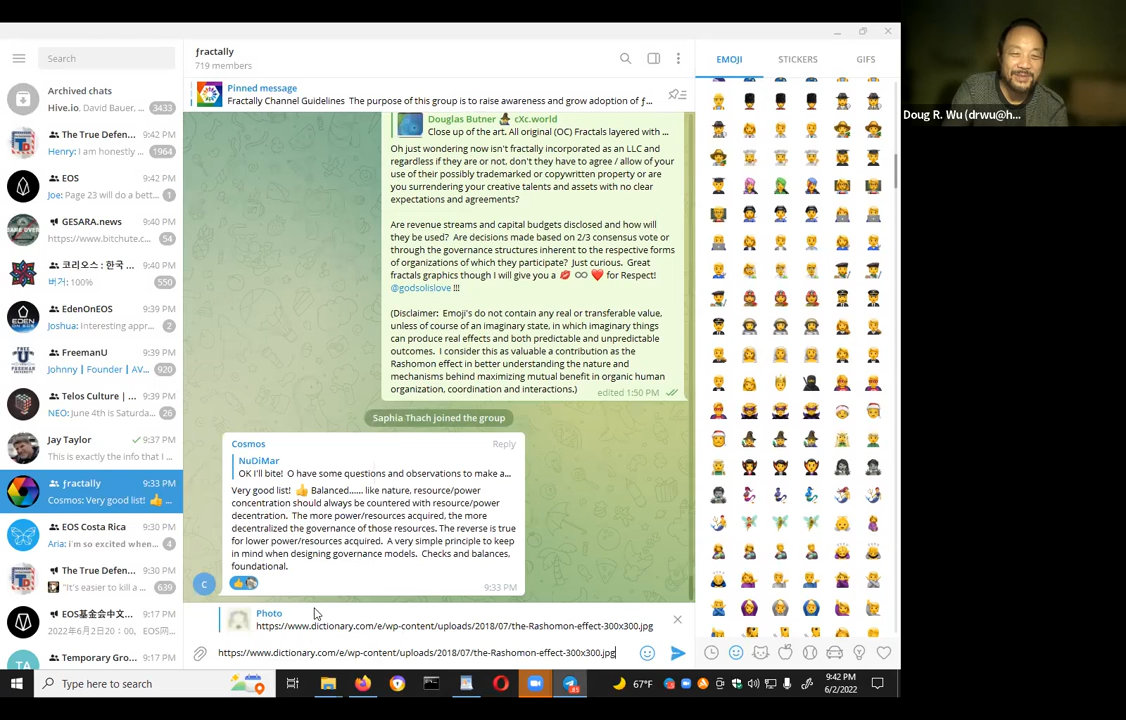 Search
Archived chats
Hive.io, David Bauer, ...
3433
The True Defen...
9:42 PM
Henry: I am honestly ...
1964
EOS
9:42 PM
Joe: Page 23 will do a bett...
1
GESARA.news
9:40 PM
https://www.bitchute.c...
54
코리오스 : 한국 ...
9:40 PM
버거: 100%
550
EdenOnEOS
9:39 PM
Joshua: Interesting appr...
2
FreemanU
9:39 PM
Johnny | Founder | AV...
920
Telos Culture | ...
9:38 PM
NEO: June 4th is Saturda...
26
Jay Taylor
9:37 PM
This is exactly the info that I ...
ƒractally
9:33 PM
Cosmos: Very good list! 👍 ...
EOS Costa Rica
9:30 PM
Aria: i'm so excited when...
4
The True Defen...
9:30 PM
"It's easier to kill a ...
639
EOS基金会中文...
9:17 PM
2022年6月2日20：00，EOS网...
Temporary Gro...
9:17 PM
ƒractally
719 members
Pinned message
Fractally Channel Guidelines The purpose of this group is to raise awareness and grow adoption of ƒ...
Douglas Butner cXc.world
Close up of the art. All original (OC) Fractals layered with ...
Oh just wondering now isn't fractally incorporated as an LLC and
regardless if they are or not, don't they have to agree / allow of your
use of their possibly trademarked or copywritten property or are
you surrendering your creative talents and assets with no clear
expectations and agreements?
Are revenue streams and capital budgets disclosed and how will
they be used? Are decisions made based on 2/3 consensus vote or
through the governance structures inherent to the respective forms
of organizations of which they participate? Just curious. Great
fractals graphics though I will give you a 💋 ♾ ❤️ for Respect!
@godsolislove !!!
(Disclaimer: Emoji's do not contain any real or transferable value,
unless of course of an imaginary state, in which imaginary things
can produce real effects and both predictable and unpredictable
outcomes. I consider this as valuable a contribution as the
Rashomon effect in better understanding the nature and
mechanisms behind maximizing mutual benefit in organic human
organization, coordination and interactions.)
edited 1:50 PM
Saphia Thach joined the group
Cosmos
Reply
NuDiMar
OK I'll bite! O have some questions and observations to make a...
Very good list! 👍 Balanced...... like nature, resource/power
concentration should always be countered with resource/power
decentration. The more power/resources acquired, the more
decentralized the governance of those resources. The reverse is true
for lower power/resources acquired. A very simple principle to keep
in mind when designing governance models. Checks and balances,
foundational.
9:33 PM
C
Photo
https://www.dictionary.com/e/wp-content/uploads/2018/07/the-Rashomon-effect-300x300.jpg
https://www.dictionary.com/e/wp-content/uploads/2018/07/the-Rashomon-effect-300x300.jpg
EMOJI
STICKERS
GIFS
Doug R. Wu (drwu@h...
Type here to search
67°F
9:42 PM
6/2/2022